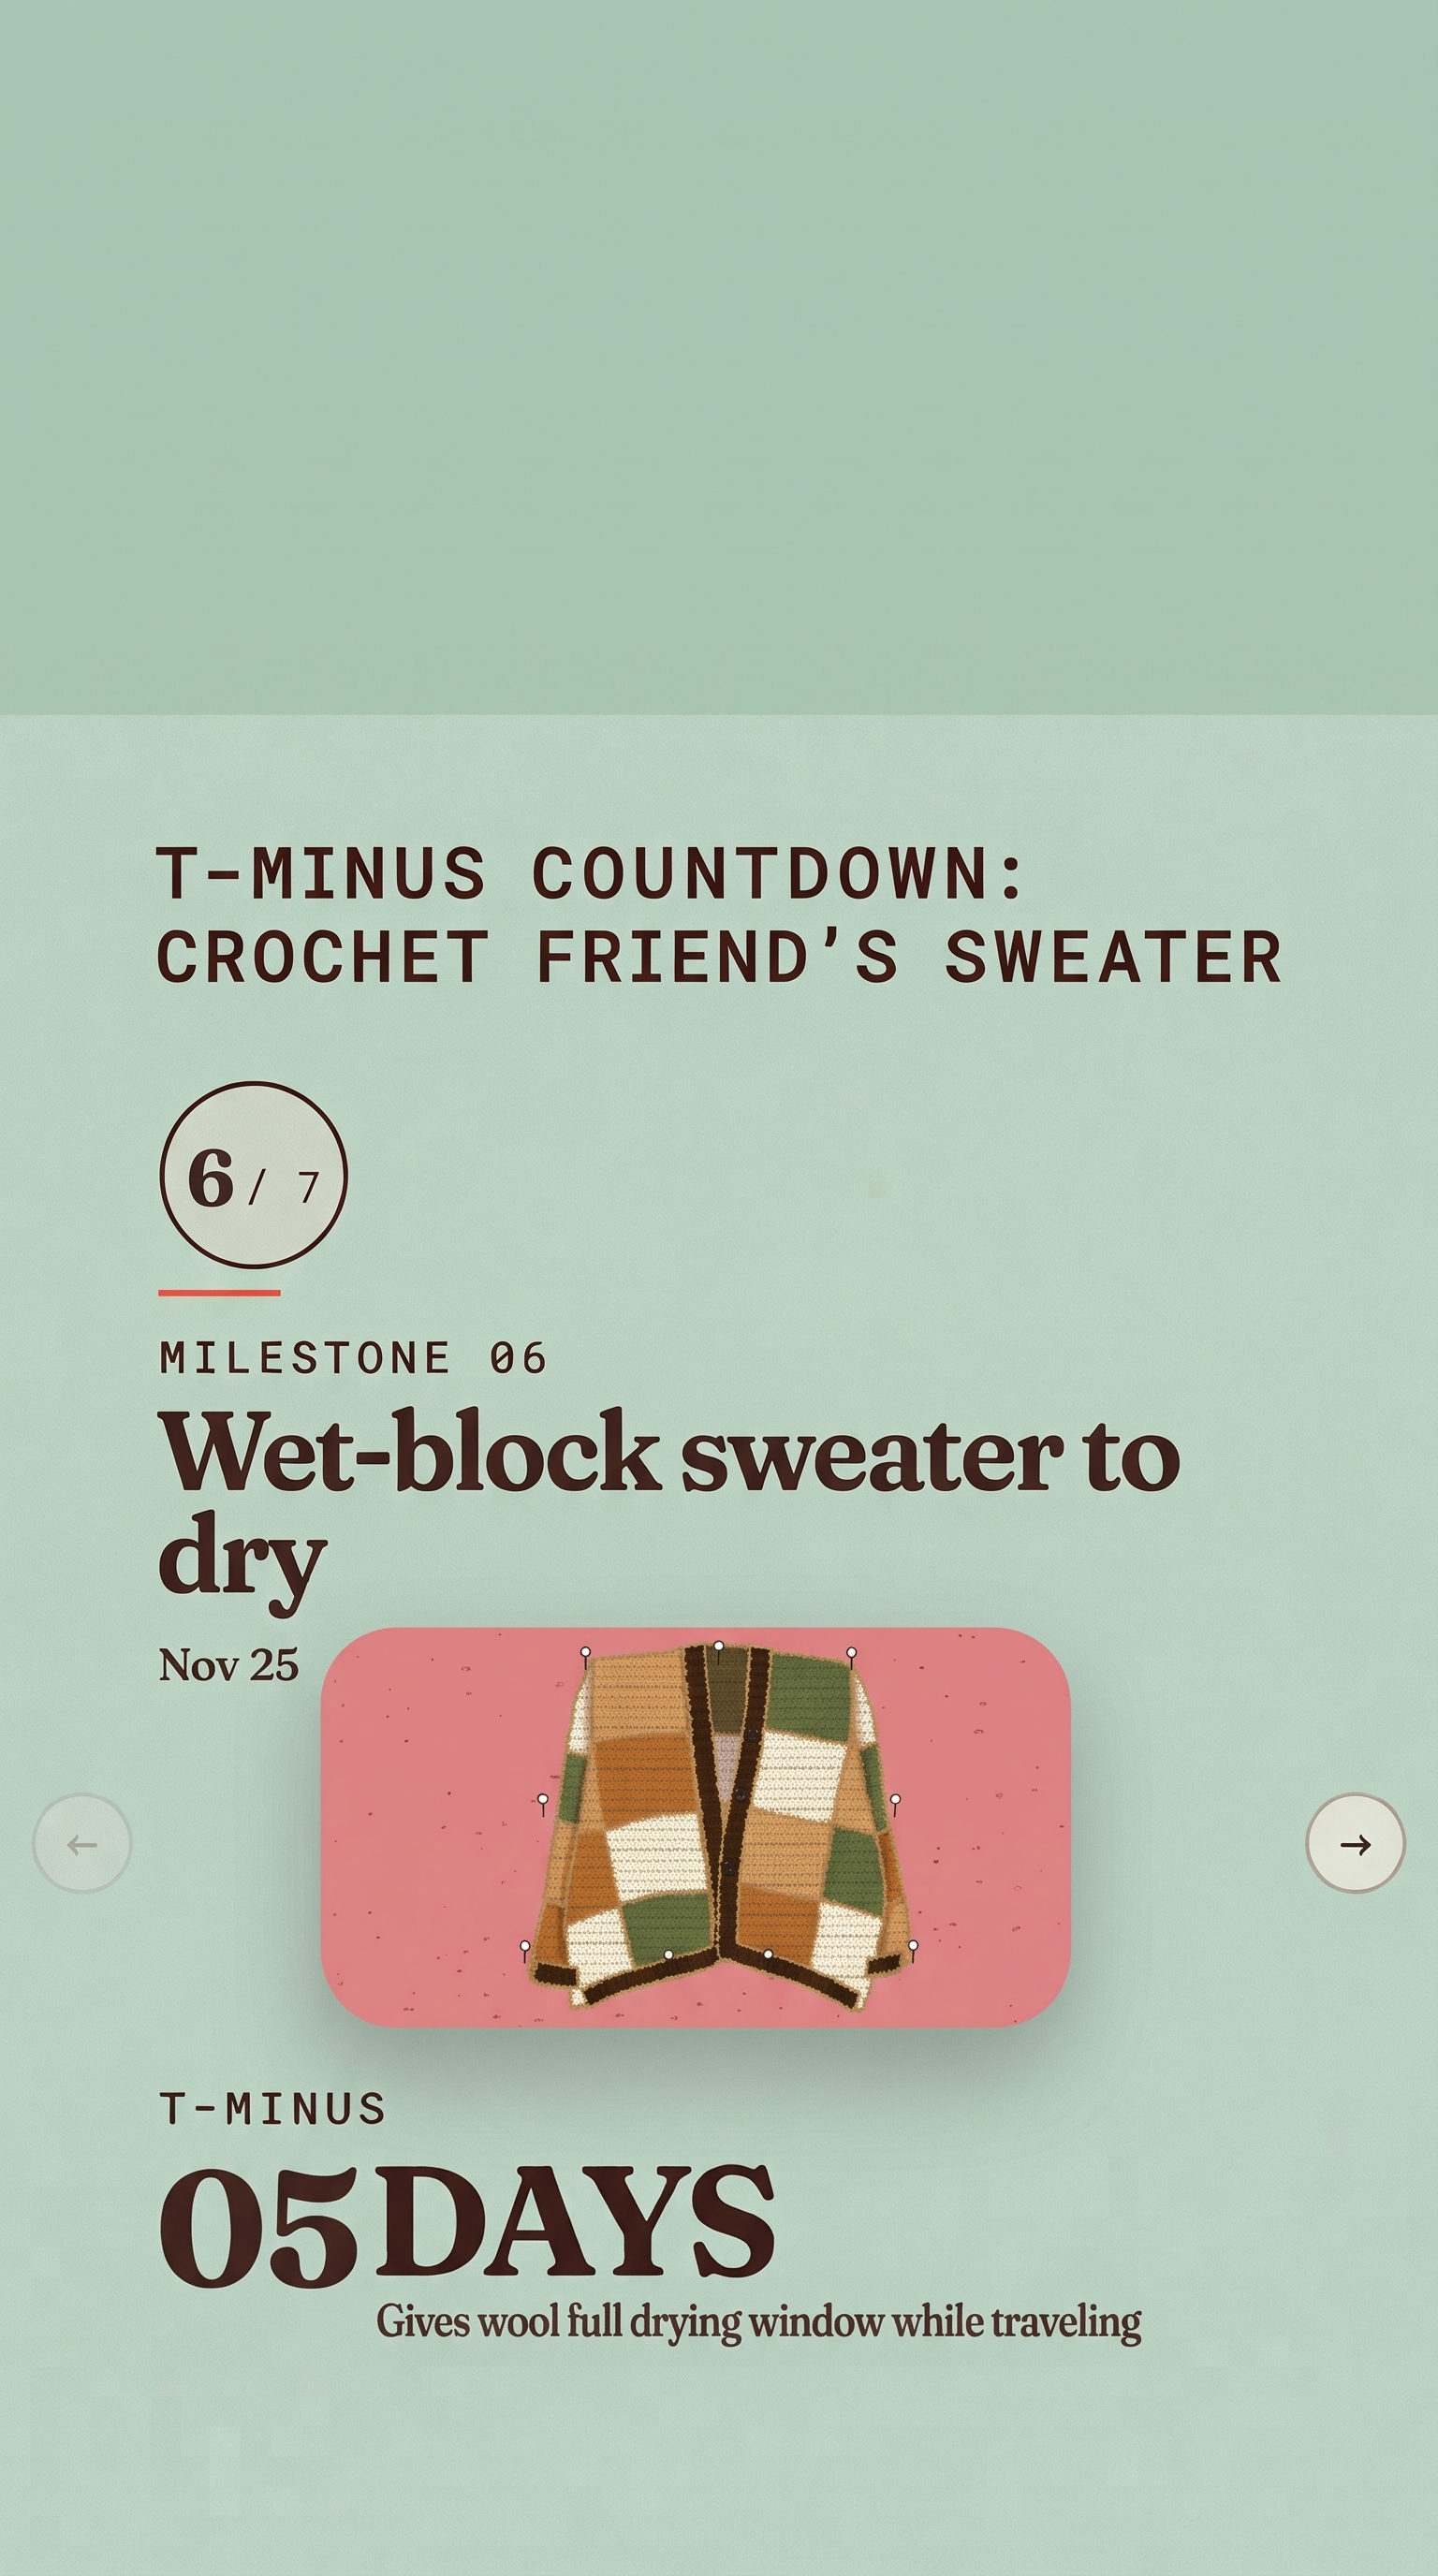 T-MINUS COUNTDOWN:
CROCHET FRIEND’S SWEATER
6 / 7
MILESTONE 06
Wet-block sweater to
dry
Nov 25
←
→
T-MINUS
05 DAYS
Gives wool full drying window while traveling